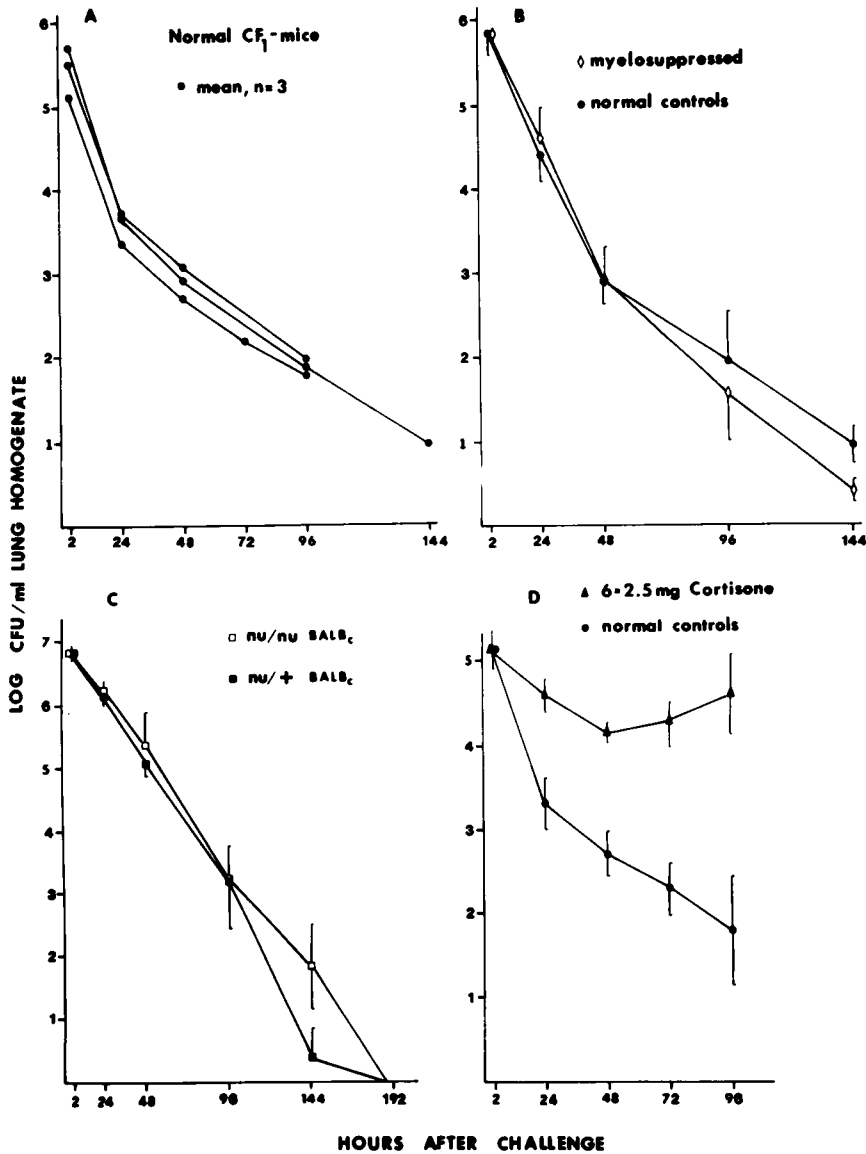 A
Normal CF1-mice
• mean, n=3
6
5
4
3
2
1
2 24 48 72 96 144
B
◊ myelosuppressed
• normal controls
6
5
4
3
2
1
2 24 48 96 144
LOG CFU/ml LUNG HOMOGENATE
C
□ nu/nu BALBc
■ nu/+ BALBc
7
6
5
4
3
2
1
2 24 48 96 144 192
D
▲ 6×2.5mg Cortisone
• normal controls
5
4
3
2
1
2 24 48 72 96
HOURS AFTER CHALLENGE